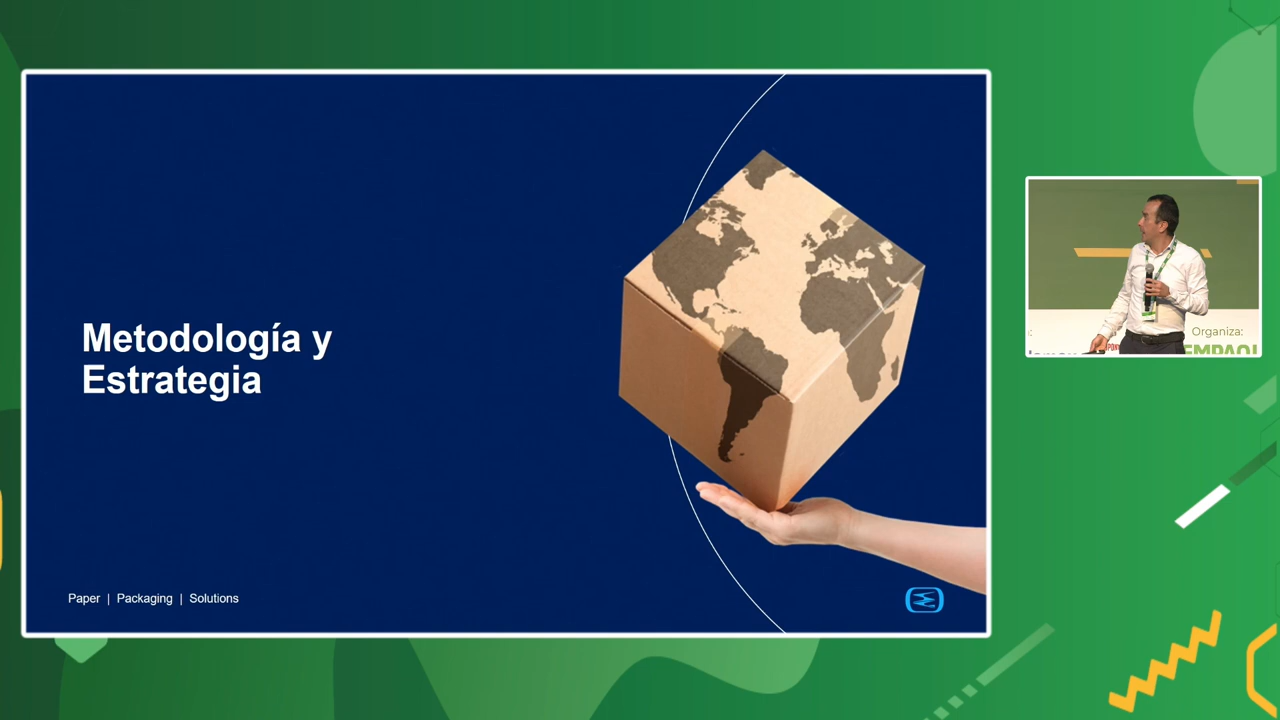 Metodología y
Estrategia
Paper | Packaging | Solutions
Organiza: